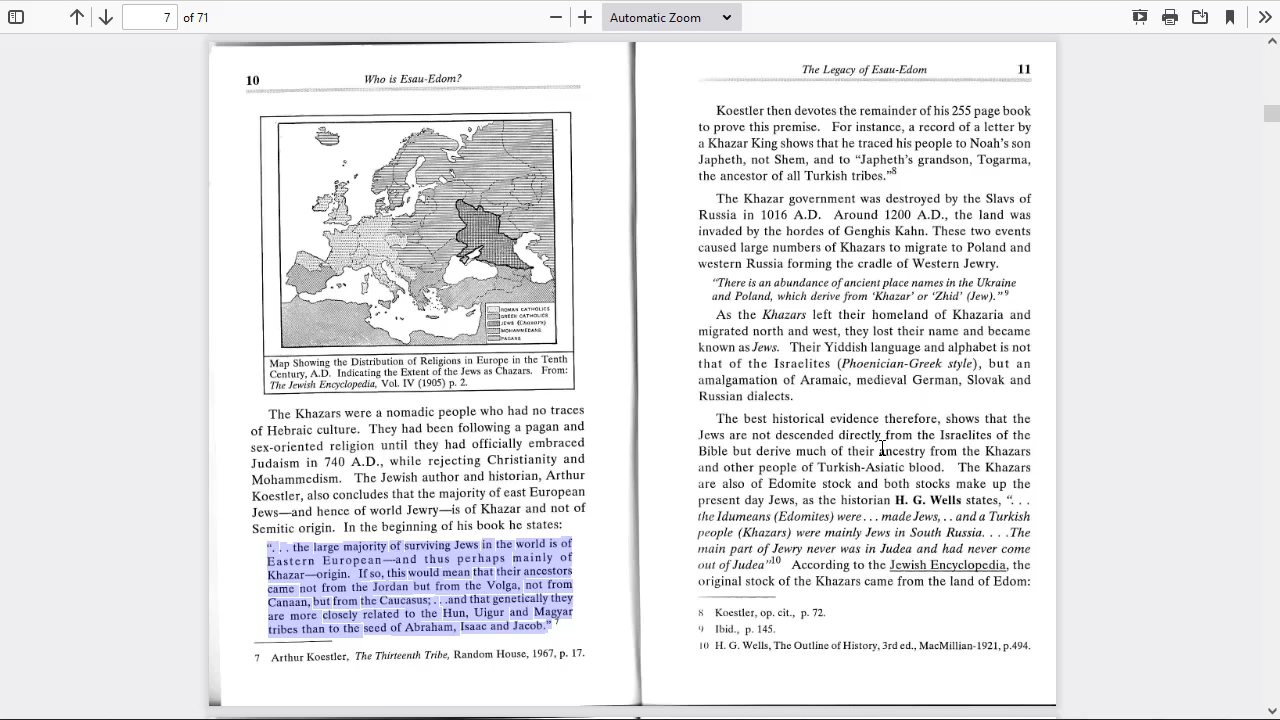 7
of 71
Automatic Zoom
10
Who is Esau-Edom?
ROMAN CATHOLICS
GREEK CATHOLICS
JEWS (Chazars)
MOHAMMEDANS
PAGANS
Map Showing the Distribution of Religions in Europe in the Tenth
Century, A.D. Indicating the Extent of the Jews as Chazars. From:
The Jewish Encyclopedia, Vol. IV (1905) p. 2.
The Khazars were a nomadic people who had no traces
of Hebraic culture. They had been following a pagan and
sex-oriented religion until they had officially embraced
Judaism in 740 A.D., while rejecting Christianity and
Mohammedism. The Jewish author and historian, Arthur
Koestler, also concludes that the majority of east European
Jews—and hence of world Jewry—is of Khazar and not of
Semitic origin. In the beginning of his book he states:
". . . the large majority of surviving Jews in the world is of
Eastern European—and thus perhaps mainly of
Khazar—origin. If so, this would mean that their ancestors
came not from the Jordan but from the Volga, not from
Canaan, but from the Caucasus; . . .and that genetically they
are more closely related to the Hun, Uigur and Magyar
tribes than to the seed of Abraham, Isaac and Jacob." 7
7 Arthur Koestler, The Thirteenth Tribe, Random House, 1967, p. 17.
The Legacy of Esau-Edom
11
Koestler then devotes the remainder of his 255 page book
to prove this premise. For instance, a record of a letter by
a Khazar King shows that he traced his people to Noah's son
Japheth, not Shem, and to "Japheth's grandson, Togarma,
the ancestor of all Turkish tribes."8
The Khazar government was destroyed by the Slavs of
Russia in 1016 A.D. Around 1200 A.D., the land was
invaded by the hordes of Genghis Kahn. These two events
caused large numbers of Khazars to migrate to Poland and
western Russia forming the cradle of Western Jewry.
"There is an abundance of ancient place names in the Ukraine
and Poland, which derive from 'Khazar' or 'Zhid' (Jew)." 9
As the Khazars left their homeland of Khazaria and
migrated north and west, they lost their name and became
known as Jews. Their Yiddish language and alphabet is not
that of the Israelites (Phoenician-Greek style), but an
amalgamation of Aramaic, medieval German, Slovak and
Russian dialects.
The best historical evidence therefore, shows that the
Jews are not descended directly from the Israelites of the
Bible but derive much of their ancestry from the Khazars
and other people of Turkish-Asiatic blood. The Khazars
are also of Edomite stock and both stocks make up the
present day Jews, as the historian H. G. Wells states, ". . .
the Idumeans (Edomites) were . . . made Jews, . . and a Turkish
people (Khazars) were mainly Jews in South Russia. . . .The
main part of Jewry never was in Judea and had never come
out of Judea"10 According to the Jewish Encyclopedia, the
original stock of the Khazars came from the land of Edom:
8 Koestler, op. cit., p. 72.
9 Ibid., p. 145.
10 H. G. Wells, The Outline of History, 3rd ed., MacMillian-1921, p.494.